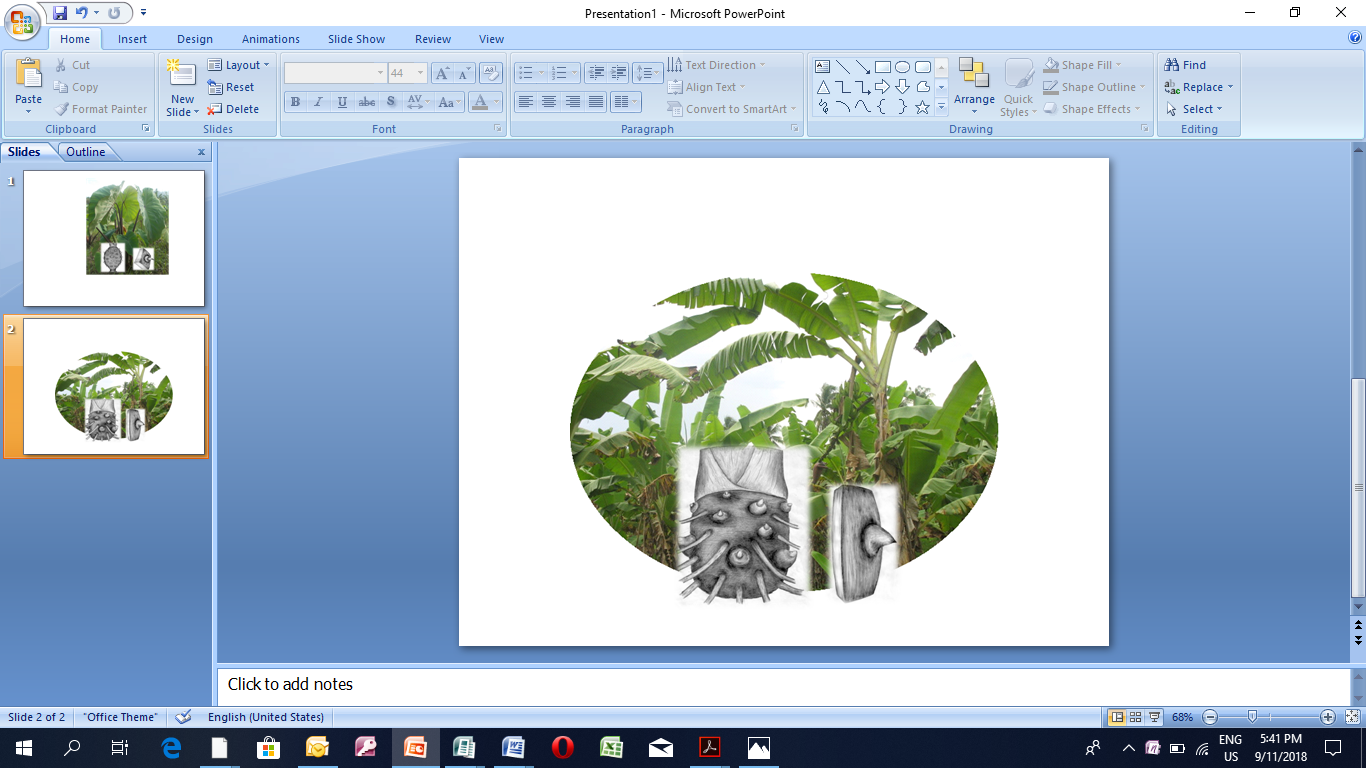 Presentation1 - Microsoft PowerPoint
Home Insert Design Animations Slide Show Review View
Paste
Cut
Copy
Format Painter
Clipboard
New Slide
Layout
Reset
Delete
Slides
44
B I U abc S AV Aa A
Font
Text Direction
Align Text
Convert to SmartArt
Paragraph
Arrange
Quick Styles
Shape Fill
Shape Outline
Shape Effects
Drawing
Find
Replace
Select
Editing
Slides Outline x
1
2
Click to add notes
Slide 2 of 2 "Office Theme" English (United States) 68%
ENG US
5:41 PM
9/11/2018